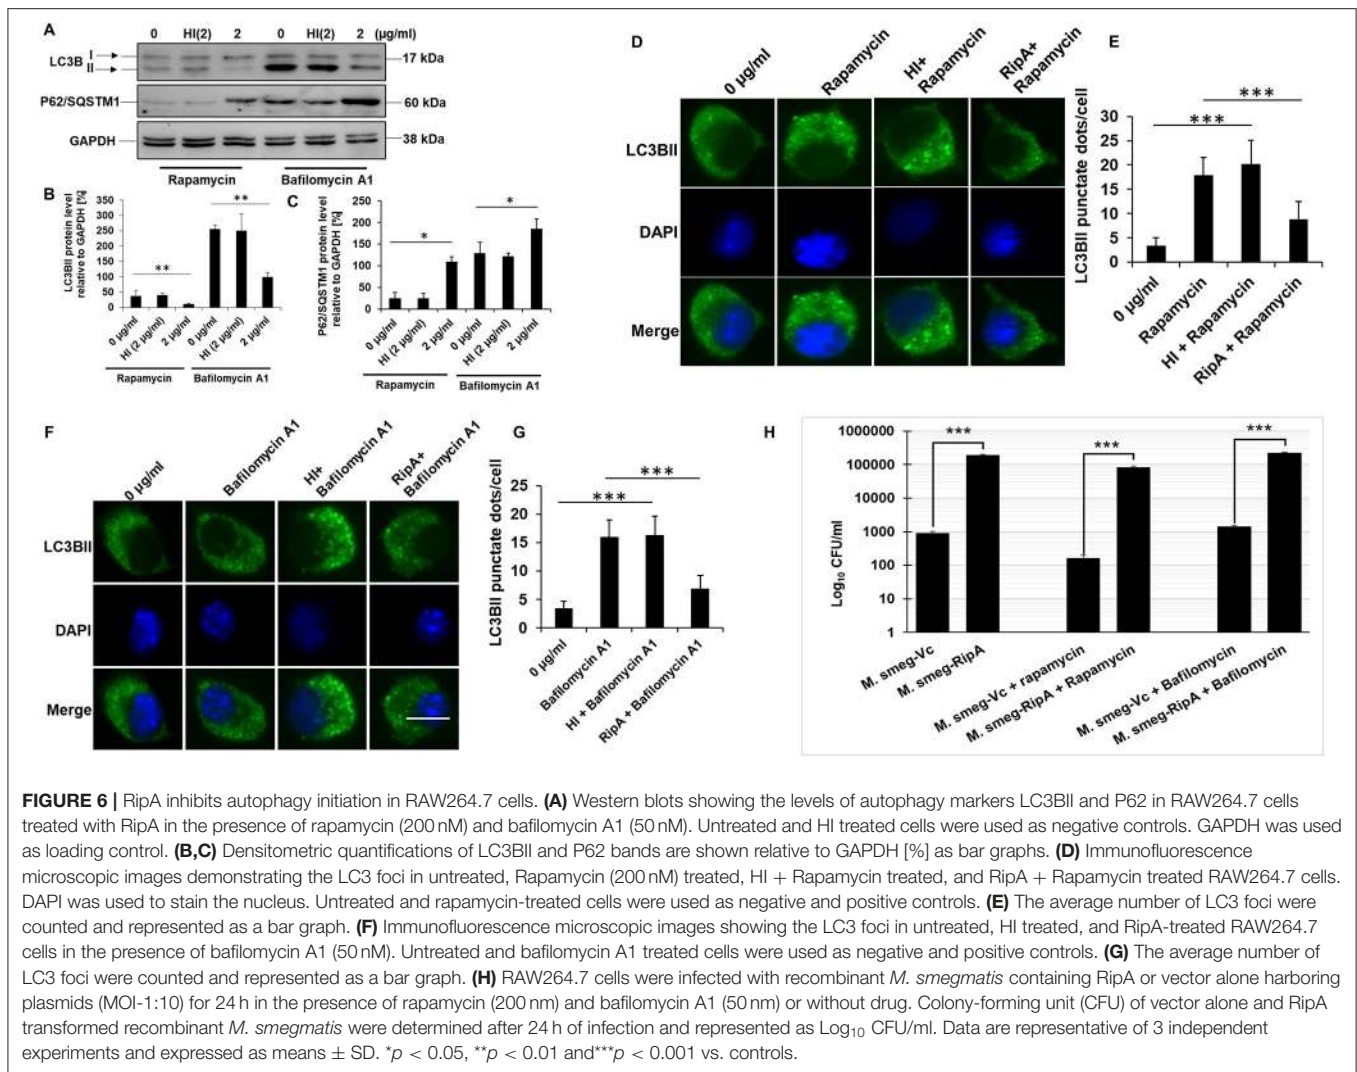 A
0 HI(2) 2 0 HI(2) 2 (µg/ml)
LC3B I
II
17 kDa
P62/SQSTM1
60 kDa
GAPDH
38 kDa
Rapamycin Bafilomycin A1
B
LC3BII protein level
relative to GAPDH [%]
350
300
250
200
150
100
50
0
**
**
0 µg/ml
HI (2 µg/ml)
2 µg/ml
0 µg/ml
HI (2 µg/ml)
2 µg/ml
Rapamycin Bafilomycin A1
C
P62/SQSTM1 protein level
relative to GAPDH [%]
250
200
150
100
50
0
*
*
0 µg/ml
HI (2 µg/ml)
2 µg/ml
0 µg/ml
HI (2 µg/ml)
2 µg/ml
Rapamycin Bafilomycin A1
D
0 µg/ml
Rapamycin
HI+
Rapamycin
RipA+
Rapamycin
LC3BII
DAPI
Merge
E
LC3BII punctate dots/cell
30
25
20
15
10
5
0
***
***
0 µg/ml
Rapamycin
HI + Rapamycin
RipA + Rapamycin
F
0 µg/ml
Bafilomycin A1
HI+
Bafilomycin A1
RipA+
Bafilomycin A1
LC3BII
DAPI
Merge
G
LC3BII punctate dots/cell
25
20
15
10
5
0
***
***
0 µg/ml
Bafilomycin A1
HI + Bafilomycin A1
RipA + Bafilomycin A1
H
Log10 CFU/ml
1000000
100000
10000
1000
100
10
1
***
***
***
M. smeg-Vc
M. smeg-RipA
M. smeg-Vc + rapamycin
M. smeg-RipA + Rapamycin
M. smeg-Vc + Bafilomycin
M. smeg-RipA + Bafilomycin
FIGURE 6 | RipA inhibits autophagy initiation in RAW264.7 cells. (A) Western blots showing the levels of autophagy markers LC3BII and P62 in RAW264.7 cells
treated with RipA in the presence of rapamycin (200 nM) and bafilomycin A1 (50 nM). Untreated and HI treated cells were used as negative controls. GAPDH was used
as loading control. (B,C) Densitometric quantifications of LC3BII and P62 bands are shown relative to GAPDH [%] as bar graphs. (D) Immunofluorescence
microscopic images demonstrating the LC3 foci in untreated, Rapamycin (200 nM) treated, HI + Rapamycin treated, and RipA + Rapamycin treated RAW264.7 cells.
DAPI was used to stain the nucleus. Untreated and rapamycin-treated cells were used as negative and positive controls. (E) The average number of LC3 foci were
counted and represented as a bar graph. (F) Immunofluorescence microscopic images showing the LC3 foci in untreated, HI treated, and RipA-treated RAW264.7
cells in the presence of bafilomycin A1 (50 nM). Untreated and bafilomycin A1 treated cells were used as negative and positive controls. (G) The average number of
LC3 foci were counted and represented as a bar graph. (H) RAW264.7 cells were infected with recombinant M. smegmatis containing RipA or vector alone harboring
plasmids (MOI-1:10) for 24 h in the presence of rapamycin (200 nm) and bafilomycin A1 (50 nm) or without drug. Colony-forming unit (CFU) of vector alone and RipA
transformed recombinant M. smegmatis were determined after 24 h of infection and represented as Log10 CFU/ml. Data are representative of 3 independent
experiments and expressed as means ± SD. *p < 0.05, **p < 0.01 and***p < 0.001 vs. controls.